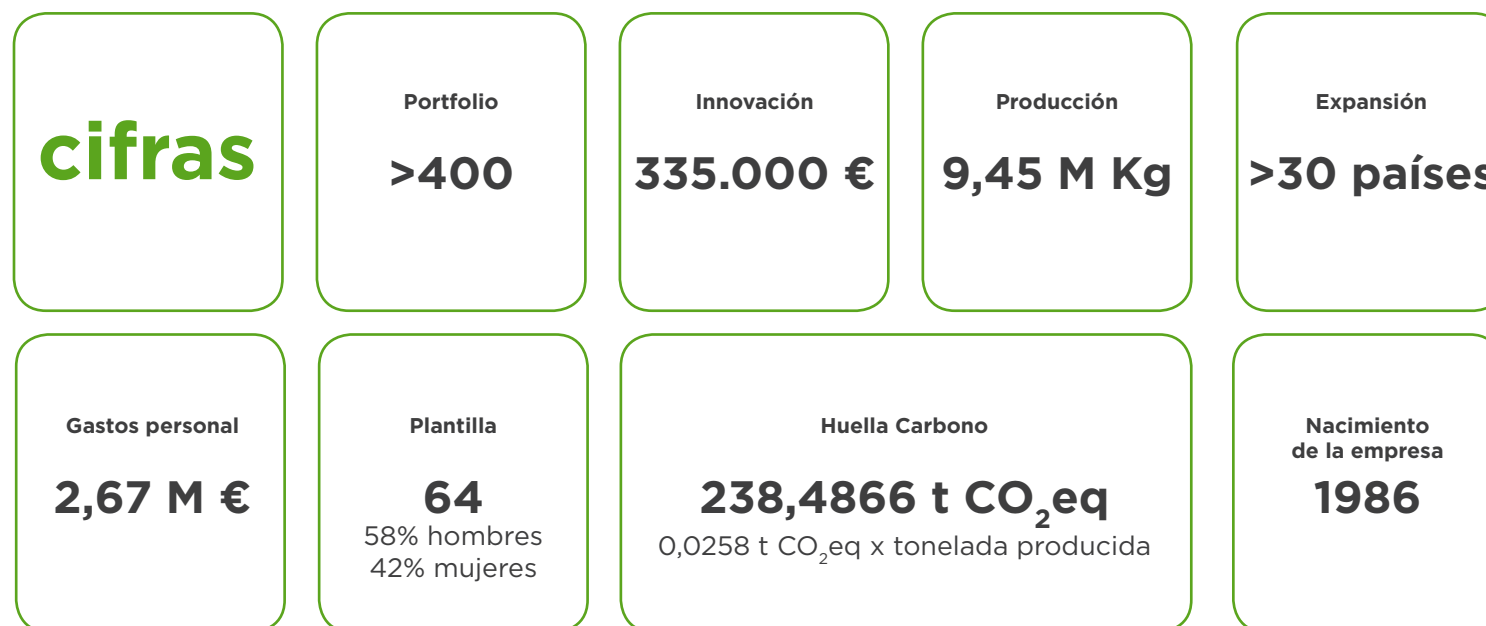 cifras
Portfolio
>400
Innovación
335.000 €
Producción
9,45 M Kg
Expansión
>30 países
Gastos personal
2,67 M €
Plantilla
64
58% hombres
42% mujeres
Huella Carbono
238,4866 t CO₂eq
0,0258 t CO₂eq x tonelada producida
Nacimiento
de la empresa
1986